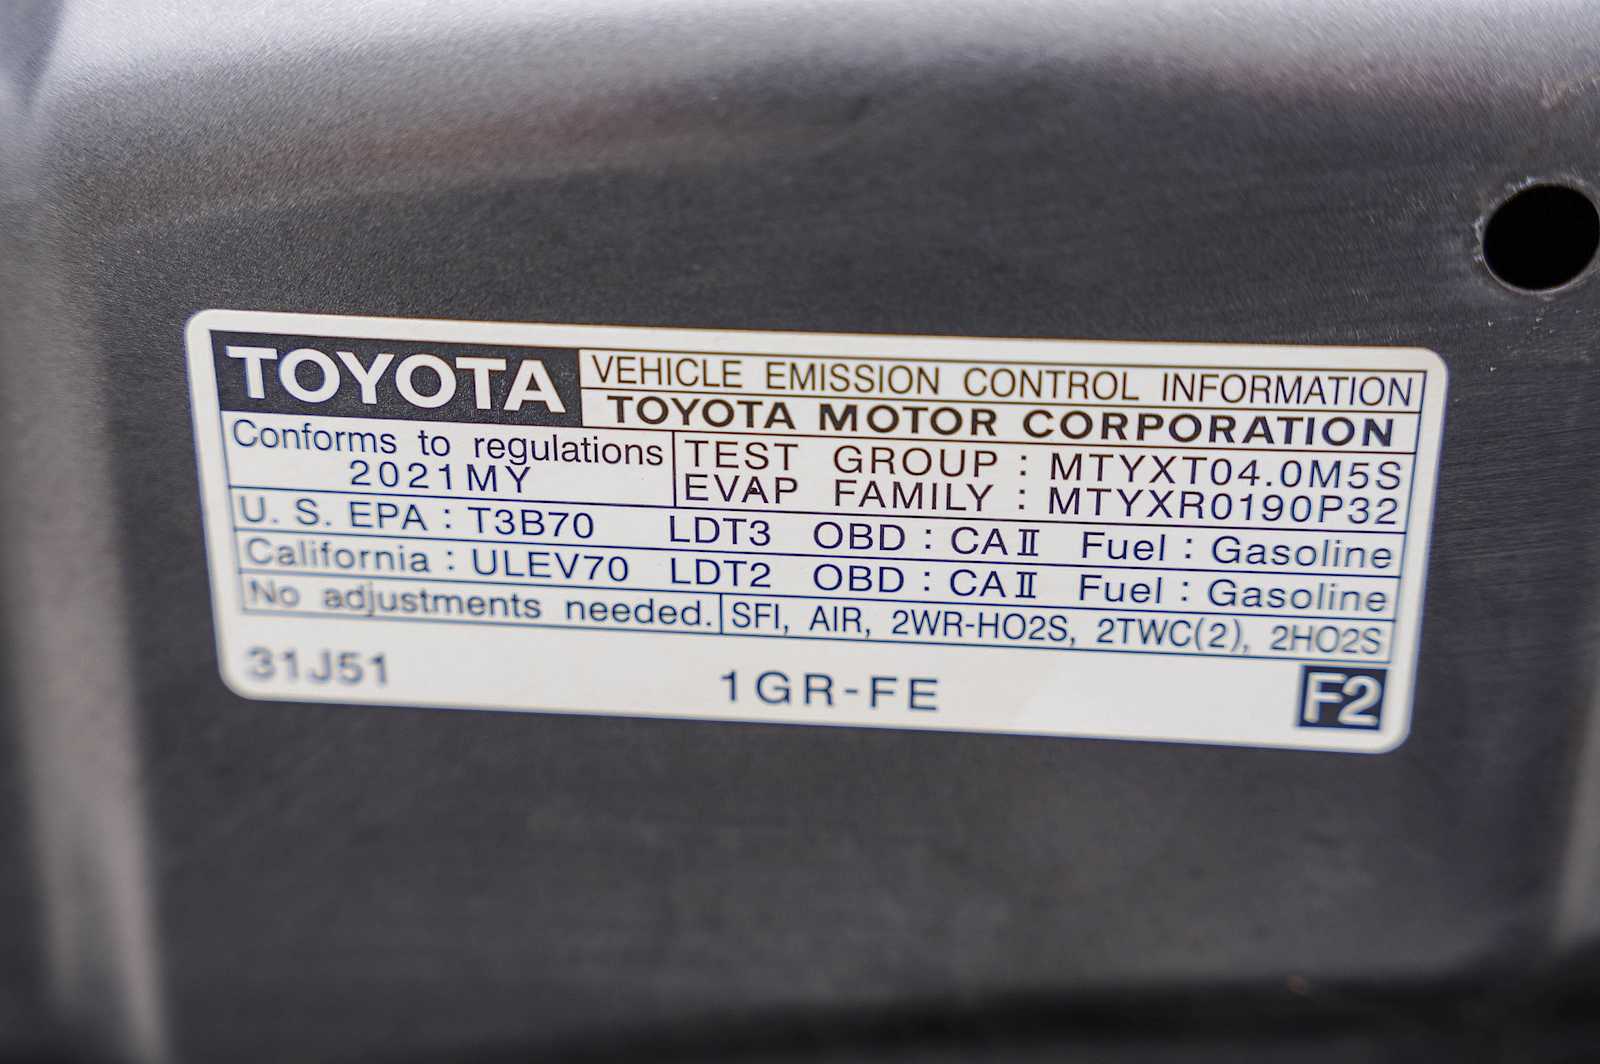 TOYOTA VEHICLE EMISSION CONTROL INFORMATION
TOYOTA MOTOR CORPORATION
Conforms to regulations
2021MY
TEST GROUP : MTYXT04.0M5S
EVAP FAMILY : MTYXR0190P32
U. S. EPA : T3B70 LDT3 OBD : CAⅡ Fuel : Gasoline
California : ULEV70 LDT2 OBD : CAⅡ Fuel : Gasoline
No adjustments needed. SFI, AIR, 2WR-HO2S, 2TWC(2), 2HO2S
31J51 1GR-FE F2